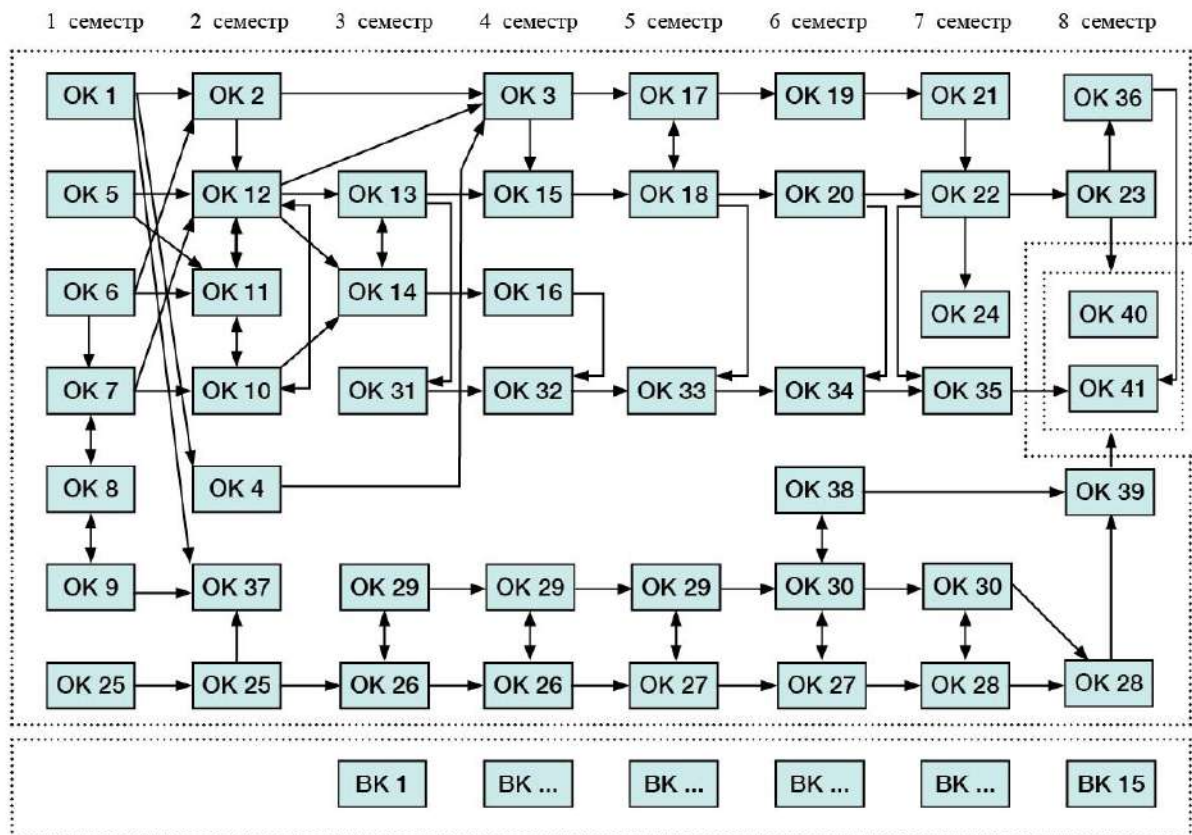 1 семестр 2 семестр 3 семестр 4 семестр 5 семестр 6 семестр 7 семестр 8 семестр
ОК 1 ОК 2 ОК 3 ОК 17 ОК 19 ОК 21 ОК 36
ОК 5 ОК 12 ОК 13 ОК 15 ОК 18 ОК 20 ОК 22 ОК 23
ОК 6 ОК 11 ОК 14 ОК 16 ОК 24 ОК 40
ОК 7 ОК 10 ОК 31 ОК 32 ОК 33 ОК 34 ОК 35 ОК 41
ОК 8 ОК 4 ОК 38 ОК 39
ОК 9 ОК 37 ОК 29 ОК 29 ОК 29 ОК 30 ОК 30
ОК 25 ОК 25 ОК 26 ОК 26 ОК 27 ОК 27 ОК 28 ОК 28
ВК 1 ВК ... ВК ... ВК ... ВК ... ВК 15